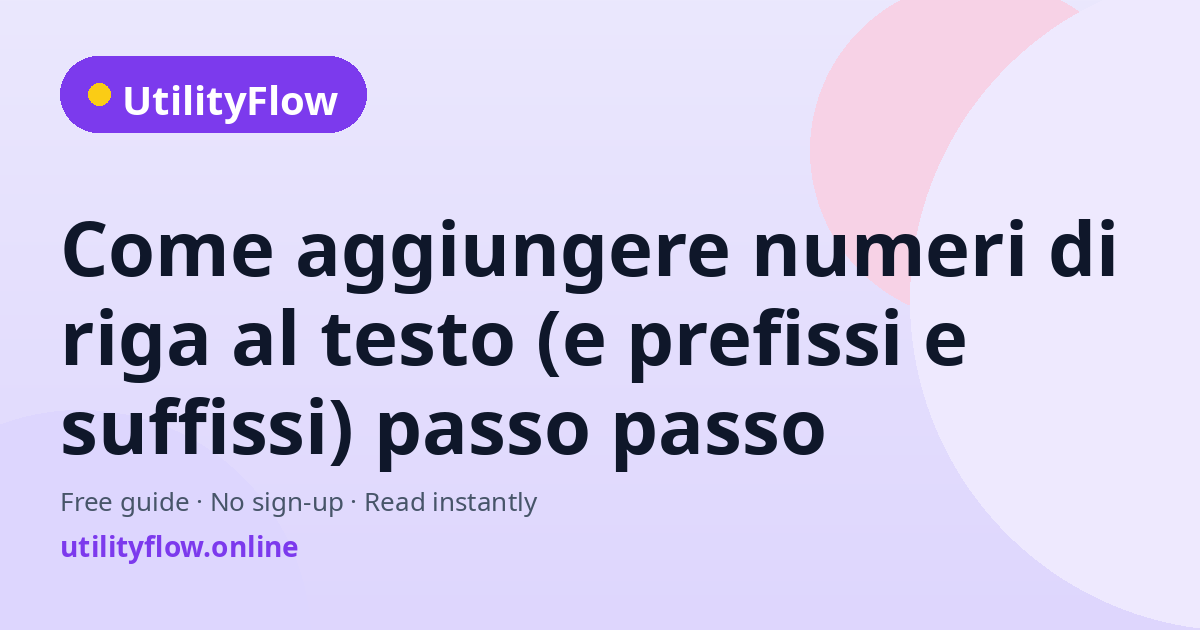 UtilityFlow
Come aggiungere numeri di
riga al testo (e prefissi e
suffissi) passo passo
Free guide · No sign-up · Read instantly
utilityflow.online